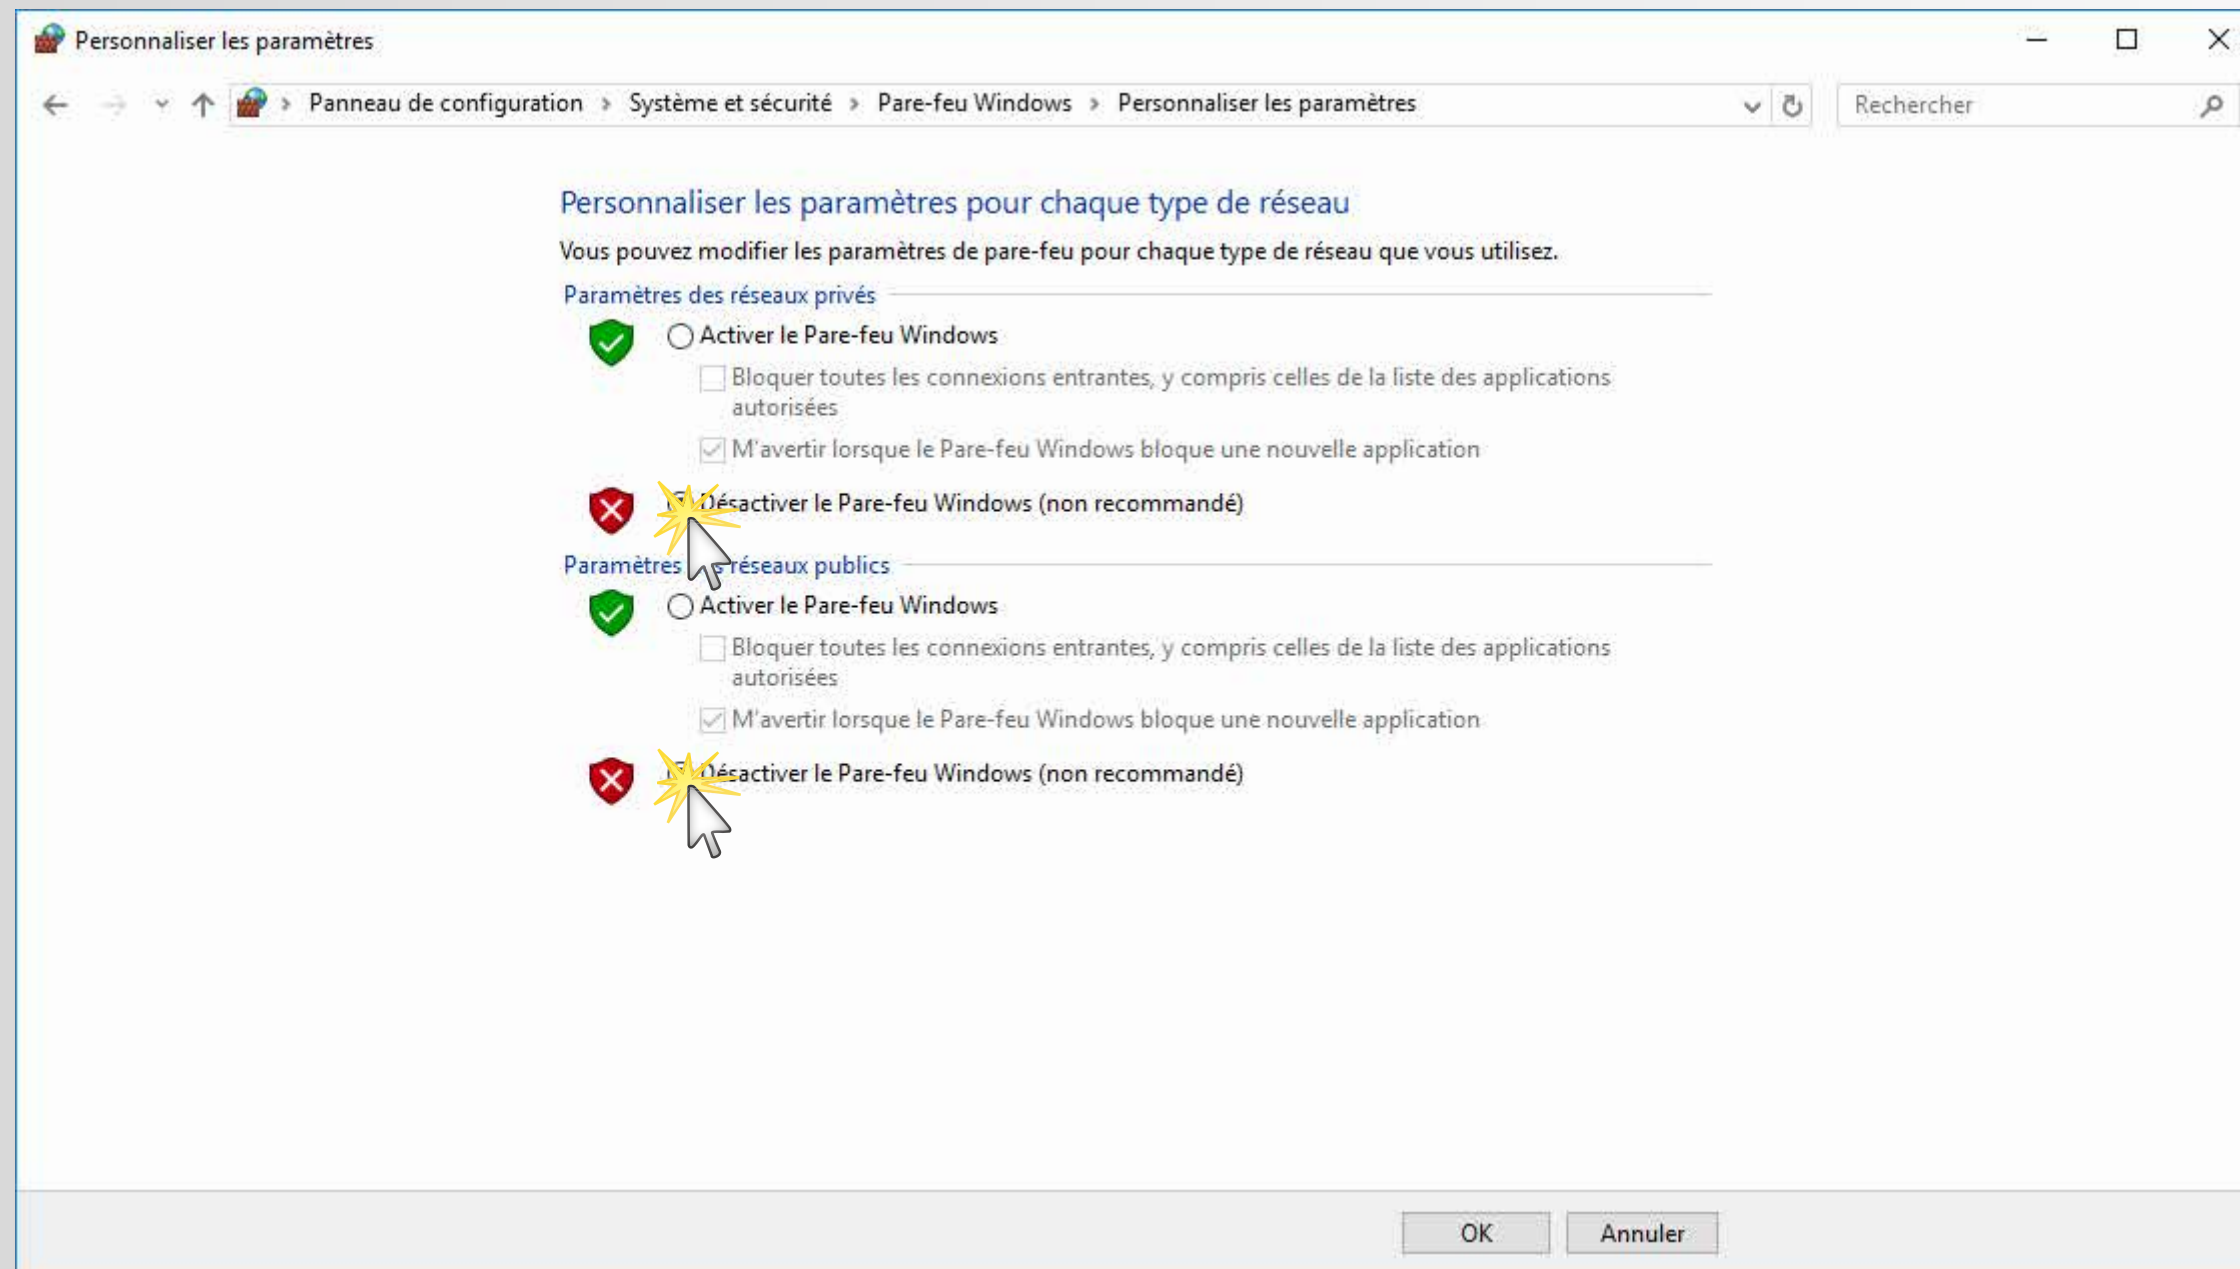 Personnaliser les paramètres
Panneau de configuration > Système et sécurité > Pare-feu Windows > Personnaliser les paramètres
Rechercher
Personnaliser les paramètres pour chaque type de réseau
Vous pouvez modifier les paramètres de pare-feu pour chaque type de réseau que vous utilisez.
Paramètres des réseaux privés
Activer le Pare-feu Windows
Bloquer toutes les connexions entrantes, y compris celles de la liste des applications
autorisées
M'avertir lorsque le Pare-feu Windows bloque une nouvelle application
Désactiver le Pare-feu Windows (non recommandé)
Paramètres des réseaux publics
Activer le Pare-feu Windows
Bloquer toutes les connexions entrantes, y compris celles de la liste des applications
autorisées
M'avertir lorsque le Pare-feu Windows bloque une nouvelle application
Désactiver le Pare-feu Windows (non recommandé)
OK
Annuler